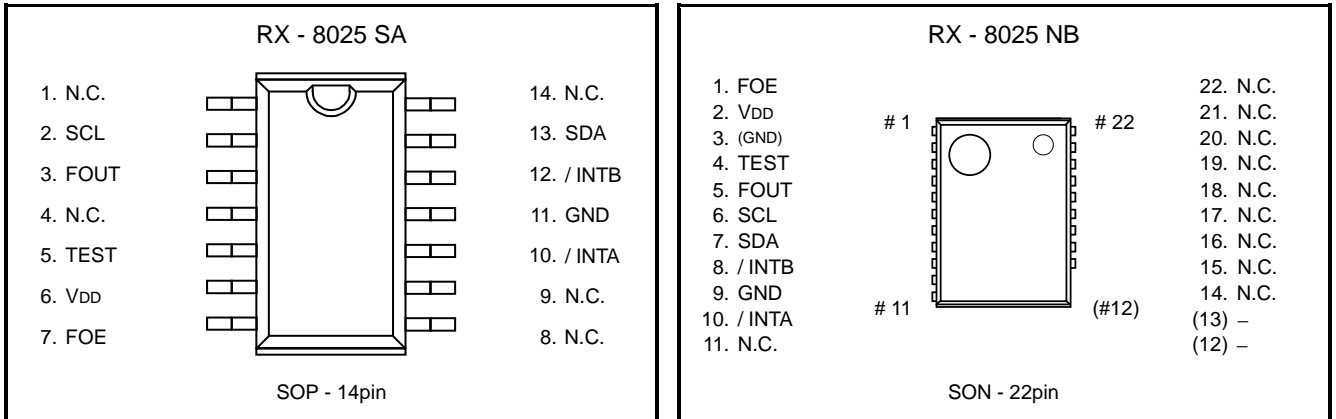 RX - 8025 SA
1. N.C.
2. SCL
3. FOUT
4. N.C.
5. TEST
6. VDD
7. FOE
14. N.C.
13. SDA
12. / INTB
11. GND
10. / INTA
9. N.C.
8. N.C.
SOP - 14pin
RX - 8025 NB
1. FOE
2. VDD
3. (GND)
4. TEST
5. FOUT
6. SCL
7. SDA
8. / INTB
9. GND
10. / INTA
11. N.C.
# 1
# 22
# 11
(#12)
22. N.C.
21. N.C.
20. N.C.
19. N.C.
18. N.C.
17. N.C.
16. N.C.
15. N.C.
14. N.C.
(13) –
(12) –
SON - 22pin